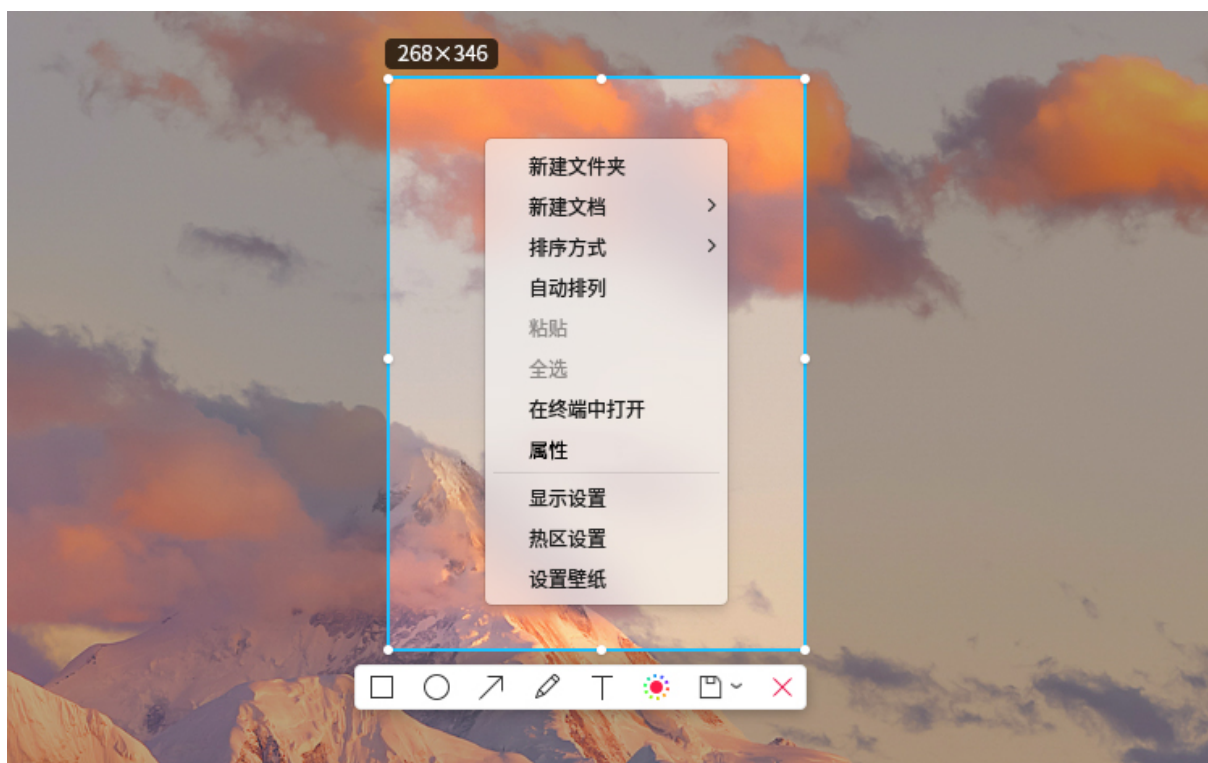 268×346
新建文件夹
新建文档
排序方式
自动排列
粘贴
全选
在终端中打开
属性
显示设置
热区设置
设置壁纸